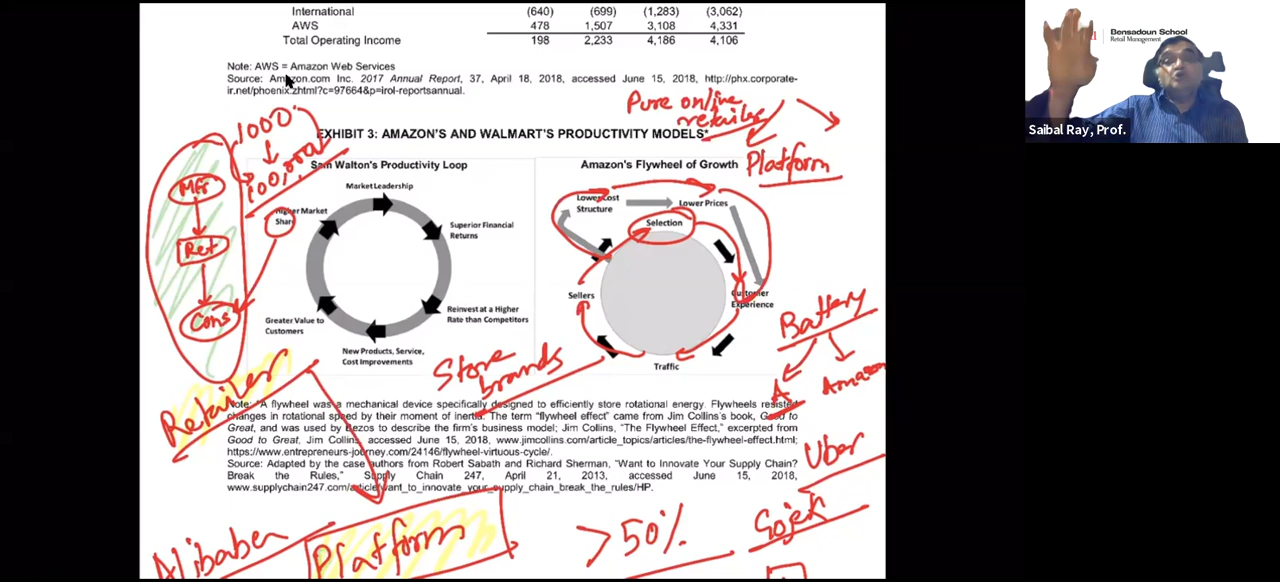 International (640) (699) (1,283) (3,062)
AWS 478 1,507 3,108 4,331
Total Operating Income 198 2,233 4,186 4,106
Note: AWS = Amazon Web Services
Source: Amazon.com Inc. 2017 Annual Report, 37, April 18, 2018, accessed June 15, 2018, http://phx.corporate-
ir.net/phoenix.zhtml?c=97664&p=irol-reportsannual.
Pure online
retailer
EXHIBIT 3: AMAZON'S AND WALMART'S PRODUCTIVITY MODELS*
Platform
1000
100,000
Mfr
Ret
Cons
Retailer
Sam Walton's Productivity Loop
Market Leadership
Superior Financial
Returns
Reinvest at a Higher
Rate than Competitors
New Products, Service,
Cost Improvements
Greater Value to
Customers
Higher Market
Share
Amazon's Flywheel of Growth
Lower Cost
Structure
Lower Prices
Selection
Customer
Experience
Traffic
Sellers
Store
brands
Battery
A
Amazon
Note: *A flywheel was a mechanical device specifically designed to efficiently store rotational energy. Flywheels resisted
changes in rotational speed by their moment of inertia. The term "flywheel effect" came from Jim Collins's book, Good to
Great, and was used by Bezos to describe the firm's business model; Jim Collins, "The Flywheel Effect," excerpted from
Good to Great, Jim Collins, accessed June 15, 2018, www.jimcollins.com/article_topics/articles/the-flywheel-effect.html;
https://www.entrepreneurs-journey.com/24146/flywheel-virtuous-cycle/.
Source: Adapted by the case authors from Robert Sabath and Richard Sherman, "Want to Innovate Your Supply Chain?
Break the Rules," Supply Chain 247, April 21, 2013, accessed June 15, 2018,
www.supplychain247.com/article/want_to_innovate_your_supply_chain_break_the_rules/HP.
Uber
Gojek
>50%
Alibaba
Platform
Bensadoun School
Retail Management
Saibal Ray, Prof.